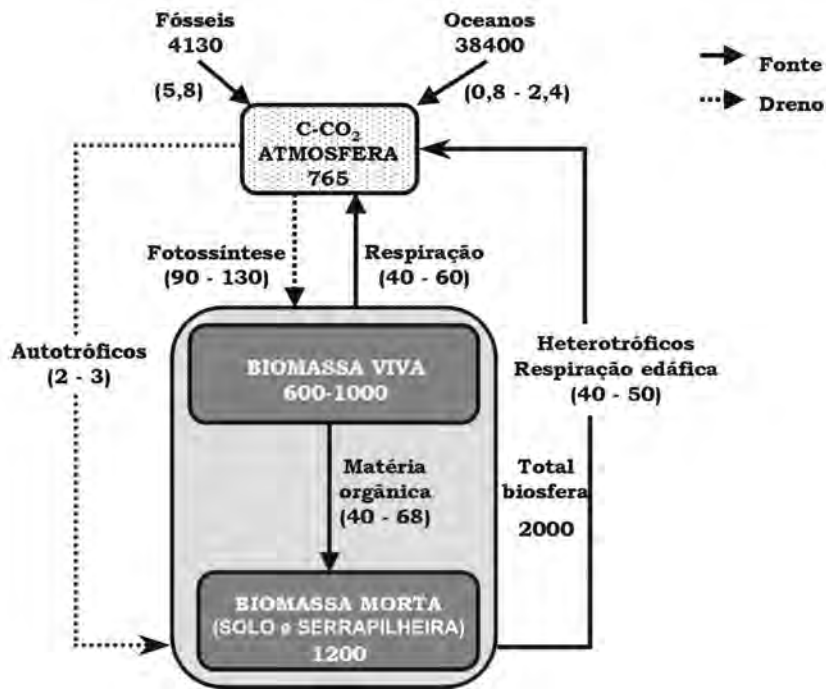 Fósseis
4130
Oceanos
38400
(5,8)
(0,8 - 2,4)
Fonte
Dreno
C-CO₂
ATMOSFERA
765
Fotossíntese
(90 - 130)
Respiração
(40 - 60)
Autotróficos
(2 - 3)
BIOMASSA VIVA
600-1000
Heterotróficos
Respiração edáfica
(40 - 50)
Matéria
orgânica
(40 - 68)
Total
biosfera
2000
BIOMASSA MORTA
(SOLO e SERRAPILHEIRA)
1200